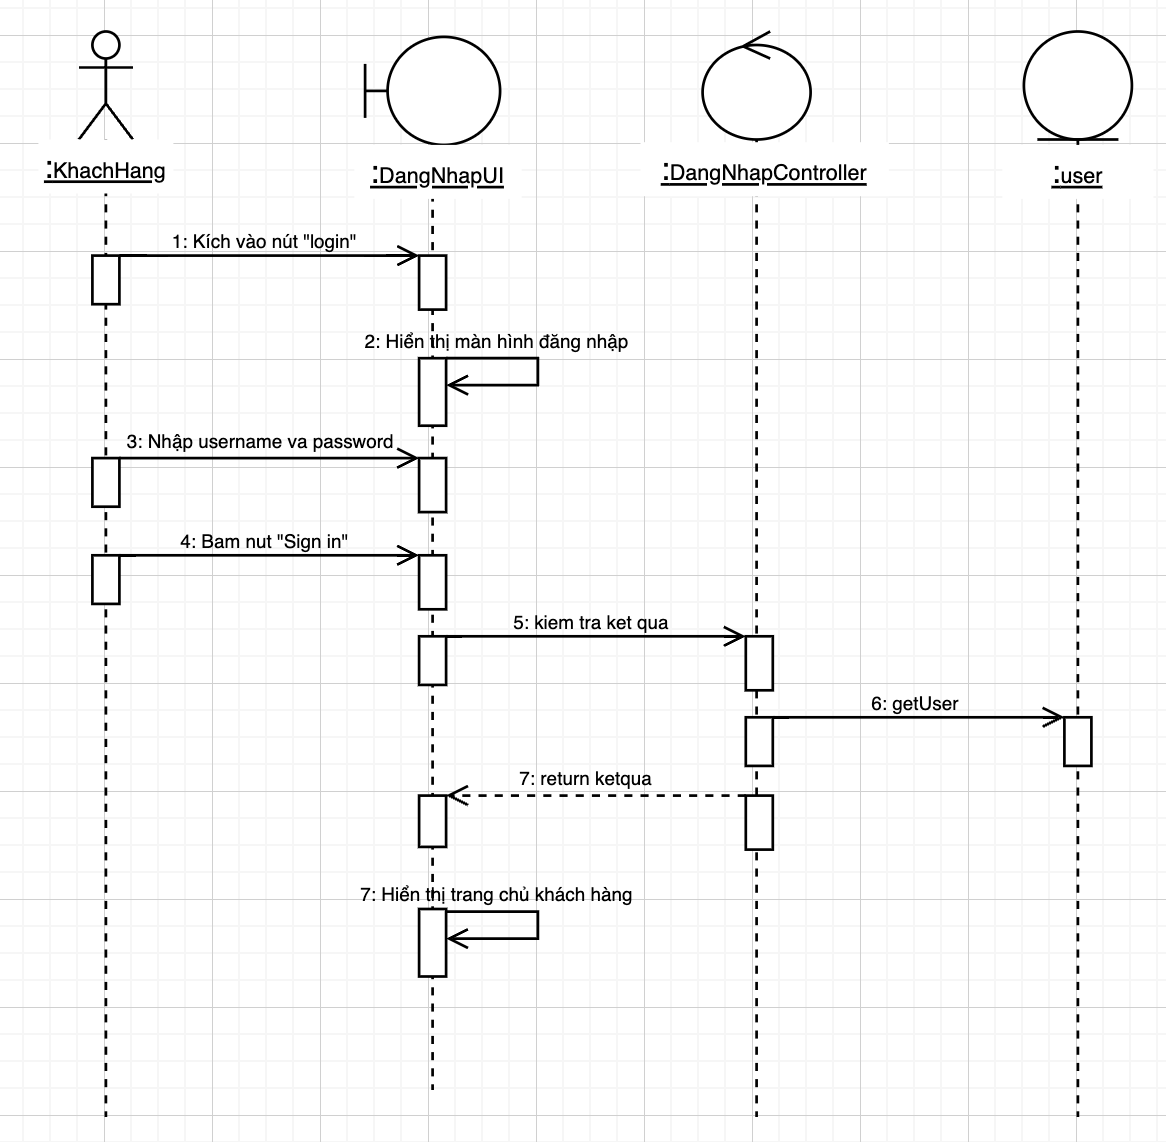 :KhachHang
:DangNhapUI
:DangNhapController
:user
1: Kích vào nút "login"
2: Hiển thị màn hình đăng nhập
3: Nhập username va password
4: Bam nut "Sign in"
5: kiem tra ket qua
6: getUser
7: return ketqua
7: Hiển thị trang chủ khách hàng